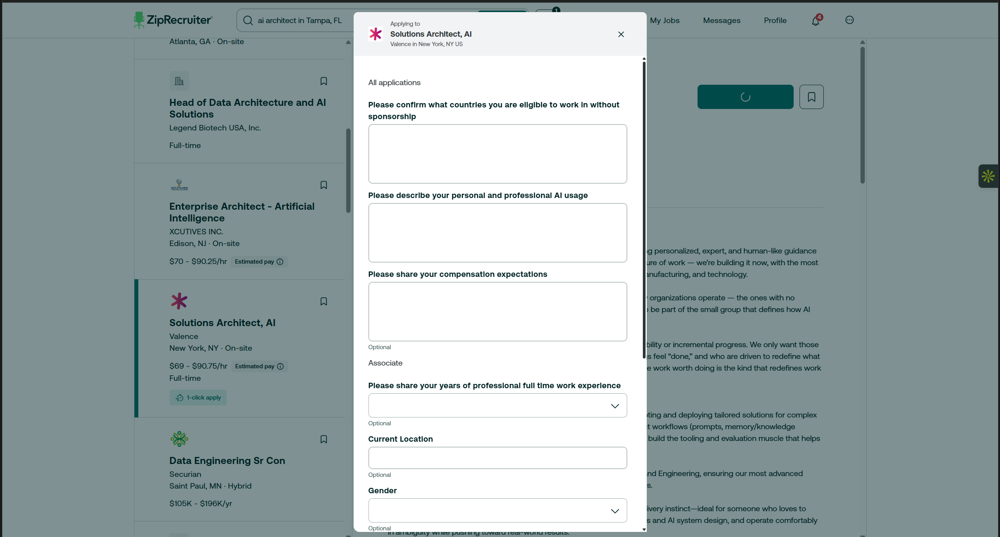 ZipRecruiter
ai architect in Tampa, FL
1
My Jobs
Messages
Profile
4
Atlanta, GA · On-site
Head of Data Architecture and AI
Solutions
Legend Biotech USA, Inc.
Full-time
XCUTIVES
Enterprise Architect - Artificial
Intelligence
XCUTIVES INC.
Edison, NJ · On-site
$70 - $90.25/hr
Estimated pay
Solutions Architect, AI
Valence
New York, NY · On-site
$69 - $90.75/hr
Estimated pay
Full-time
1-click apply
Data Engineering Sr Con
Securian
Saint Paul, MN · Hybrid
$105K - $196K/yr
Applying to
Solutions Architect, AI
Valence in New York, NY US
All applications
Please confirm what countries you are eligible to work in without
sponsorship
Please describe your personal and professional AI usage
Please share your compensation expectations
Optional
Associate
Please share your years of professional full time work experience
Optional
Current Location
Optional
Gender
Optional
personalized, expert, and human-like guidance
of work — we're building it now, with the most
and technology.
organizations operate — the ones with no
be part of the small group that defines how AI
or incremental progress. We only want those
feel “done,” and who are driven to redefine what
work worth doing is the kind that redefines work
and deploying tailored solutions for complex
workflows (prompts, memory/knowledge
build the tooling and evaluation muscle that helps
Engineering, ensuring our most advanced
instinct—ideal for someone who loves to
and AI system design, and operate comfortably
in ambiguity while pushing toward real-world results.